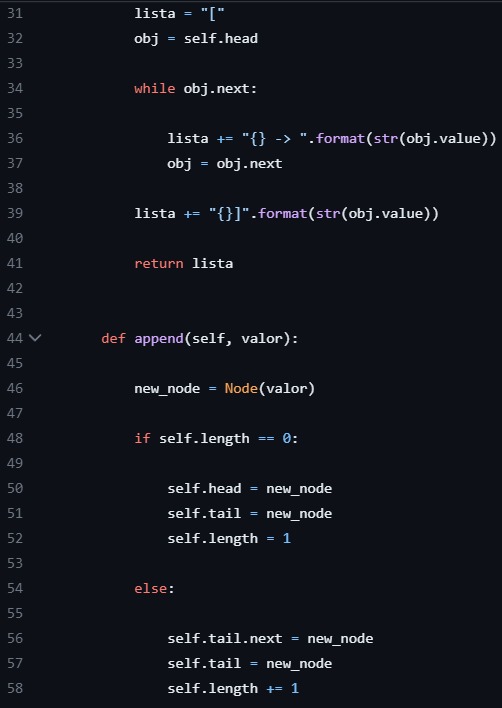 31 lista = "["
32 obj = self.head
33
34 while obj.next:
35
36 lista += "{} -> ".format(str(obj.value))
37 obj = obj.next
38
39 lista += "{}]".format(str(obj.value))
40
41 return lista
42
43
44 def append(self, valor):
45
46 new_node = Node(valor)
47
48 if self.length == 0:
49
50 self.head = new_node
51 self.tail = new_node
52 self.length = 1
53
54 else:
55
56 self.tail.next = new_node
57 self.tail = new_node
58 self.length += 1